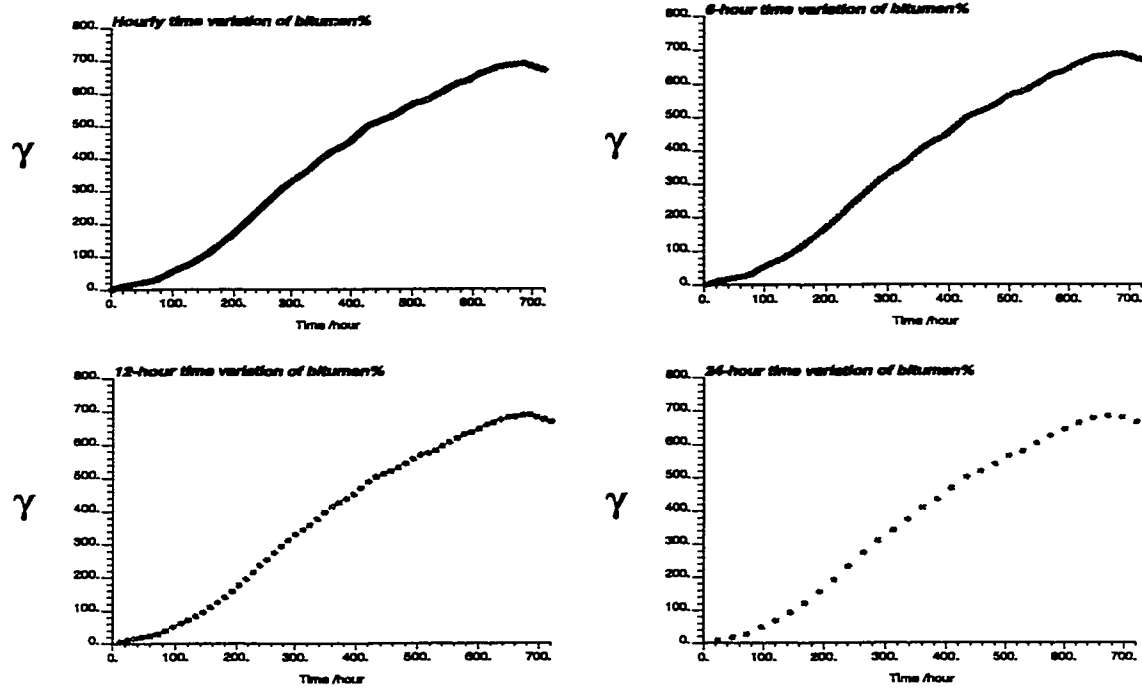 Hourly time variation of bitumen%
800.
700.
600.
500.
400.
300.
200.
100.
0.
γ
0. 100. 200. 300. 400. 500. 600. 700.
Time /hour
6-hour time variation of bitumen%
800.
700.
600.
500.
400.
300.
200.
100.
0.
γ
0. 100. 200. 300. 400. 500. 600. 700.
Time /hour
12-hour time variation of bitumen%
800.
700.
600.
500.
400.
300.
200.
100.
0.
γ
0. 100. 200. 300. 400. 500. 600. 700.
Time /hour
24-hour time variation of bitumen%
800.
700.
600.
500.
400.
300.
200.
100.
0.
γ
0. 100. 200. 300. 400. 500. 600. 700.
Time /hour